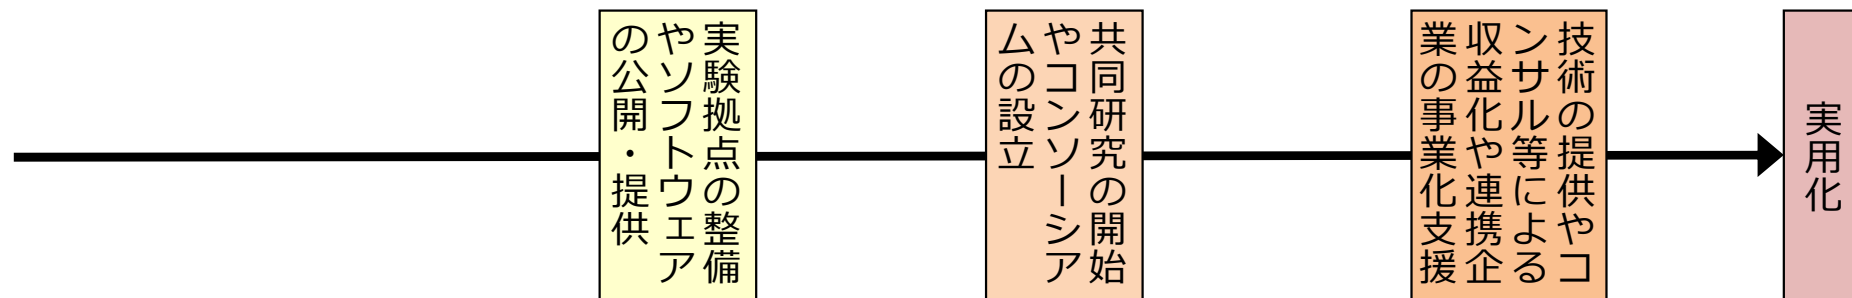 実験拠点の整備
やソフトウェア
の公開・提供
共同研究の開始
やコンソーシア
ムの設立
技術の提供やコ
ンサル等による
収益化や連携企
業の事業化支援
実用化